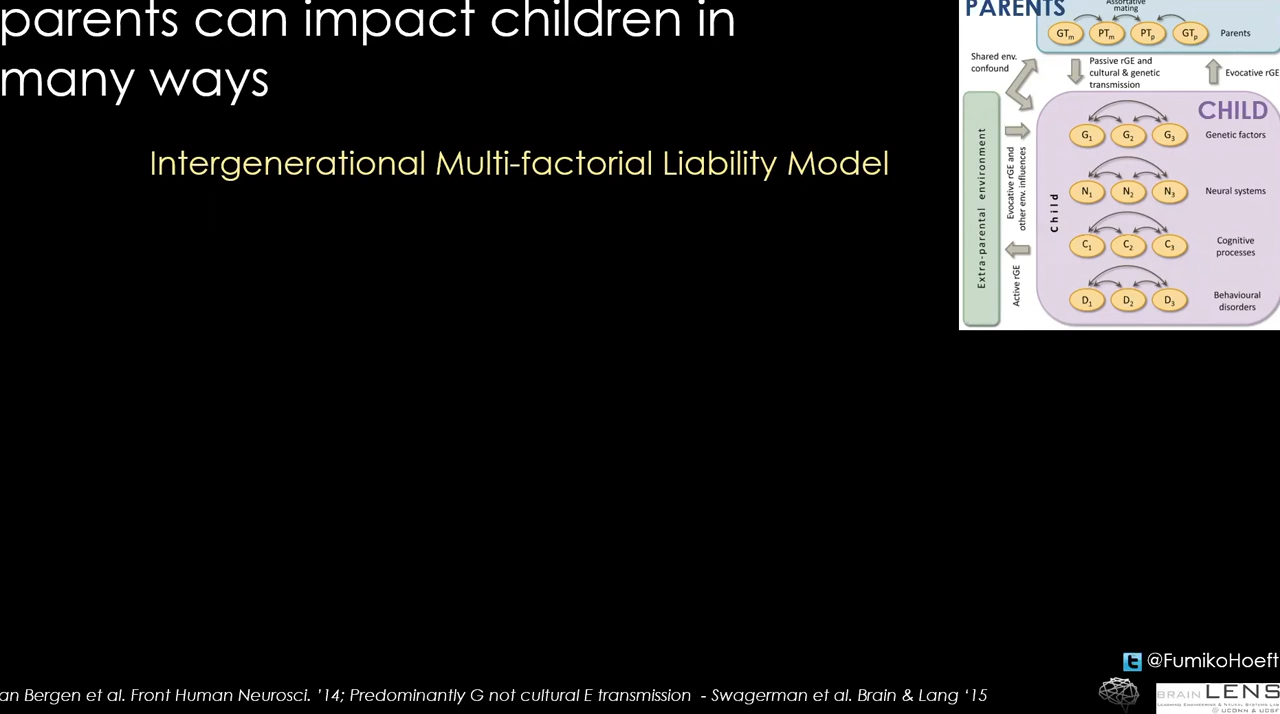 parents can impact children in
many ways
Intergenerational Multi-factorial Liability Model
PARENTS
Assortative
mating
GTm PTm PTp GTp Parents
Shared env.
confound
Passive rGE and
cultural & genetic
transmission
Evocative rGE
CHILD
G1 G2 G3 Genetic factors
N1 N2 N3 Neural systems
C1 C2 C3 Cognitive
processes
D1 D2 D3 Behavioural
disorders
Child
Extra-parental environment
Evocative rGE and
other env. influences
Active rGE
@FumikoHoeft
an Bergen et al. Front Human Neurosci. '14; Predominantly G not cultural E transmission - Swagerman et al. Brain & Lang '15
BRAIN LENS
© UCONN & UCSF